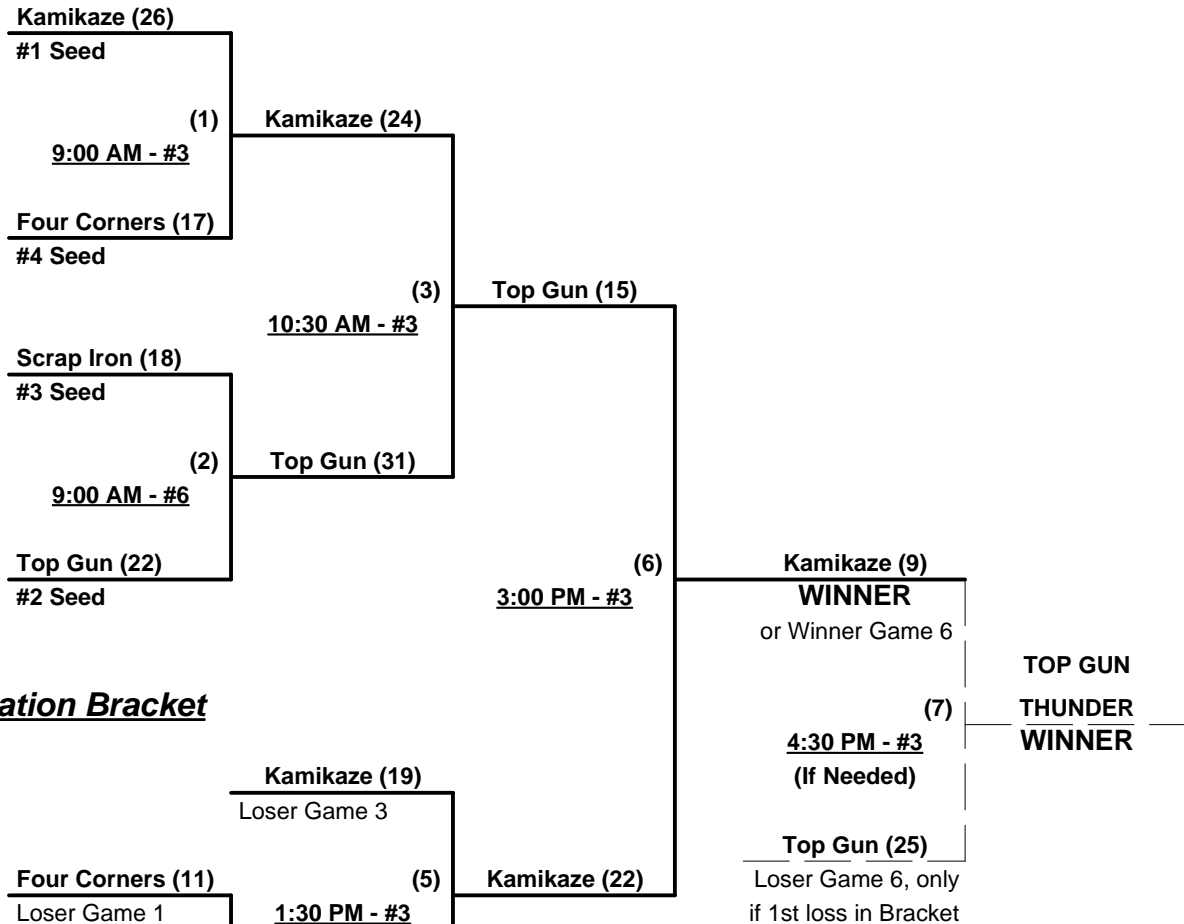 Kamikaze (26)
#1 Seed
(1)
Kamikaze (24)
9:00 AM - #3
Four Corners (17)
#4 Seed
(3)
Top Gun (15)
10:30 AM - #3
Scrap Iron (18)
#3 Seed
(2)
Top Gun (31)
9:00 AM - #6
Top Gun (22)
#2 Seed
(6)
Kamikaze (9)
3:00 PM - #3
WINNER
or Winner Game 6
TOP GUN
ation Bracket
(7)
THUNDER
4:30 PM - #3
WINNER
(If Needed)
Kamikaze (19)
Loser Game 3
Top Gun (25)
Four Corners (11)
(5)
Kamikaze (22)
Loser Game 6, only
Loser Game 1
1:30 PM - #3
if 1st loss in Bracket